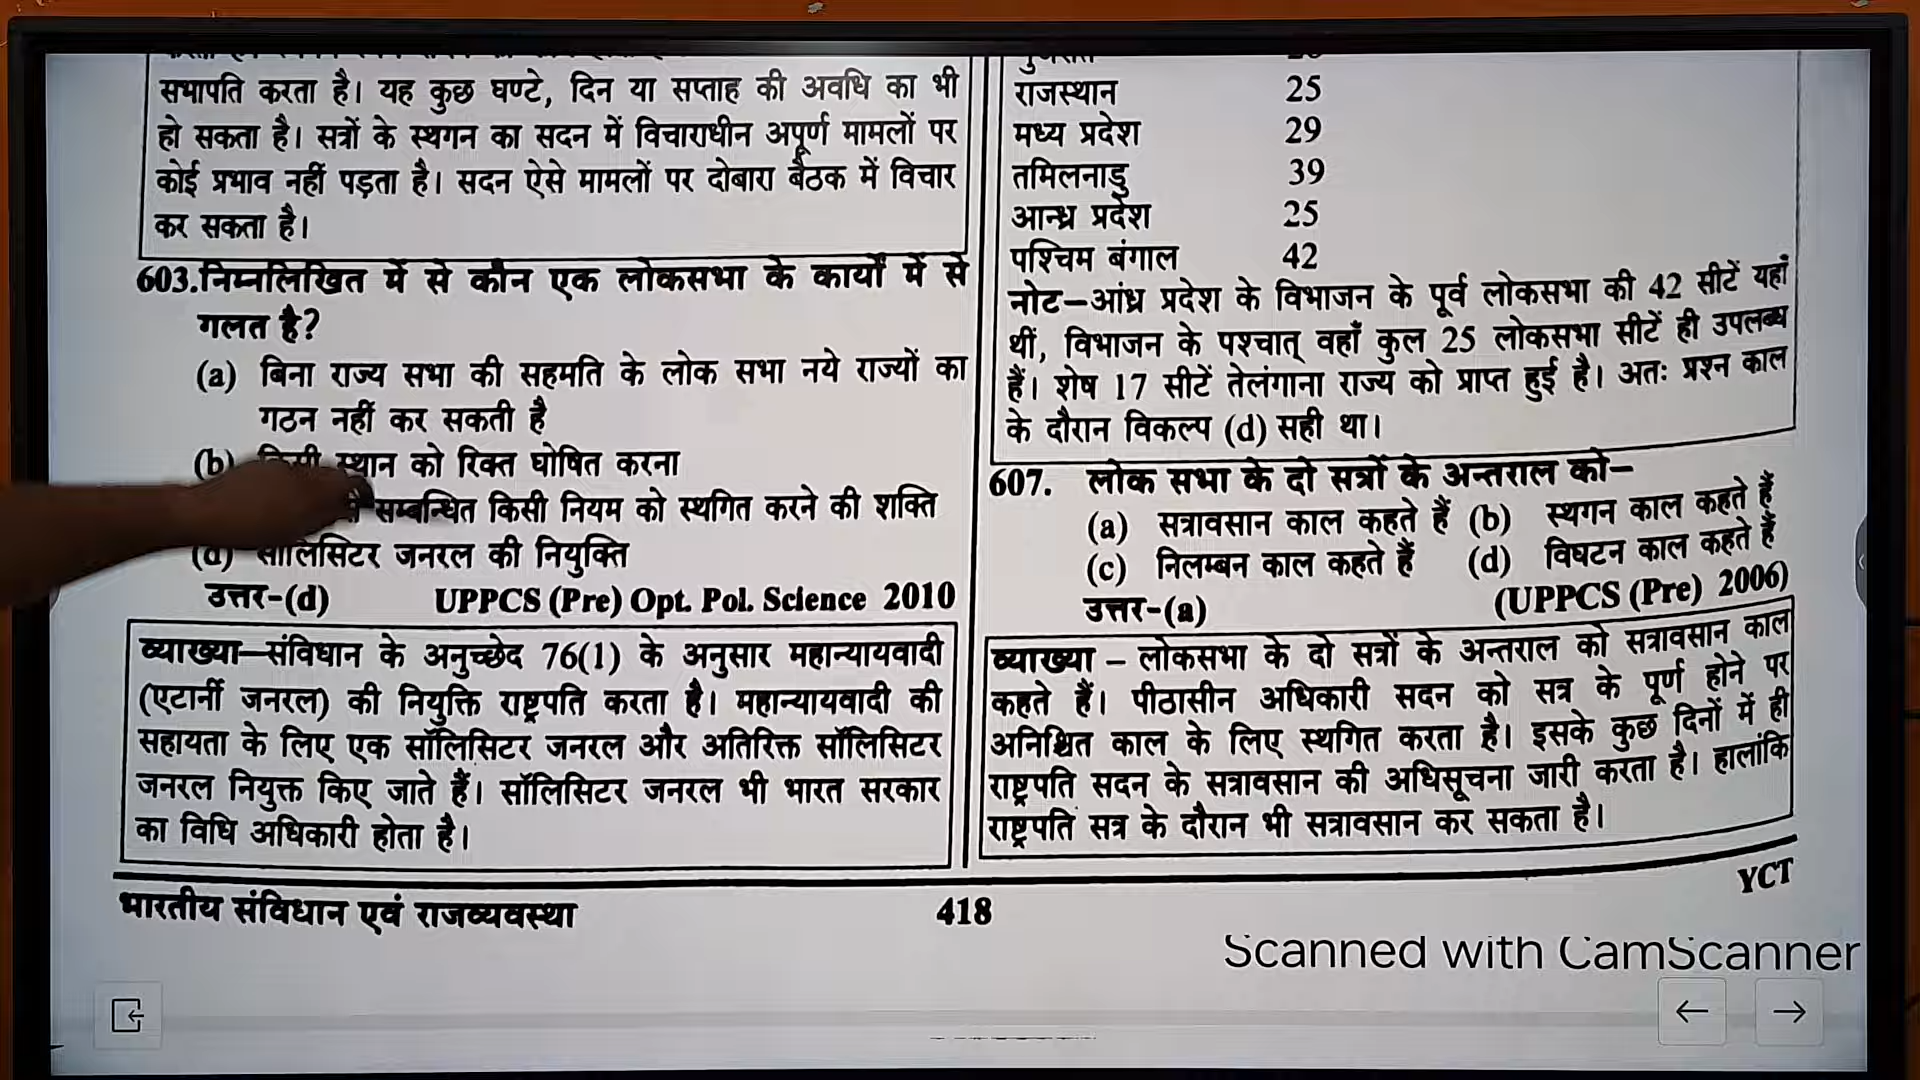 सभापति करता है। यह कुछ घण्टे, दिन या सप्ताह की अवधि का भी
हो सकता है। सत्रों के स्थगन का सदन में विचाराधीन अपूर्ण मामलों पर
कोई प्रभाव नहीं पड़ता है। सदन ऐसे मामलों पर दोबारा बैठक में विचार
कर सकता है।
603.निम्नलिखित में से कौन एक लोकसभा के कार्यों में से
गलत है?
(a) बिना राज्य सभा की सहमति के लोक सभा नये राज्यों का
गठन नहीं कर सकती है
(b) किसी स्थान को रिक्त घोषित करना
सम्बन्धित किसी नियम को स्थगित करने की शक्ति
(d) सॉलिसिटर जनरल की नियुक्ति
उत्तर-(d) UPPCS (Pre) Opt. Pol. Science 2010
व्याख्या–संविधान के अनुच्छेद 76(1) के अनुसार महान्यायवादी
(एटार्नी जनरल) की नियुक्ति राष्ट्रपति करता है। महान्यायवादी की
सहायता के लिए एक सॉलिसिटर जनरल और अतिरिक्त सॉलिसिटर
जनरल नियुक्त किए जाते हैं। सॉलिसिटर जनरल भी भारत सरकार
का विधि अधिकारी होता है।
गुजरात 26
राजस्थान 25
मध्य प्रदेश 29
तमिलनाडु 39
आन्ध्र प्रदेश 25
पश्चिम बंगाल 42
नोट–आंध्र प्रदेश के विभाजन के पूर्व लोकसभा की 42 सीटें यहाँ
थीं, विभाजन के पश्चात् वहाँ कुल 25 लोकसभा सीटें ही उपलब्ध
हैं। शेष 17 सीटें तेलंगाना राज्य को प्राप्त हुई है। अतः प्रश्न काल
के दौरान विकल्प (d) सही था।
607. लोक सभा के दो सत्रों के अन्तराल को–
(a) सत्रावसान काल कहते हैं (b) स्थगन काल कहते हैं
(c) निलम्बन काल कहते हैं (d) विघटन काल कहते हैं
उत्तर-(a) (UPPCS (Pre) 2006)
व्याख्या – लोकसभा के दो सत्रों के अन्तराल को सत्रावसान काल
कहते हैं। पीठासीन अधिकारी सदन को सत्र के पूर्ण होने पर
अनिश्चित काल के लिए स्थगित करता है। इसके कुछ दिनों में ही
राष्ट्रपति सदन के सत्रावसान की अधिसूचना जारी करता है। हालांकि
राष्ट्रपति सत्र के दौरान भी सत्रावसान कर सकता है।
भारतीय संविधान एवं राजव्यवस्था 418 YCT
Scanned with CamScanner